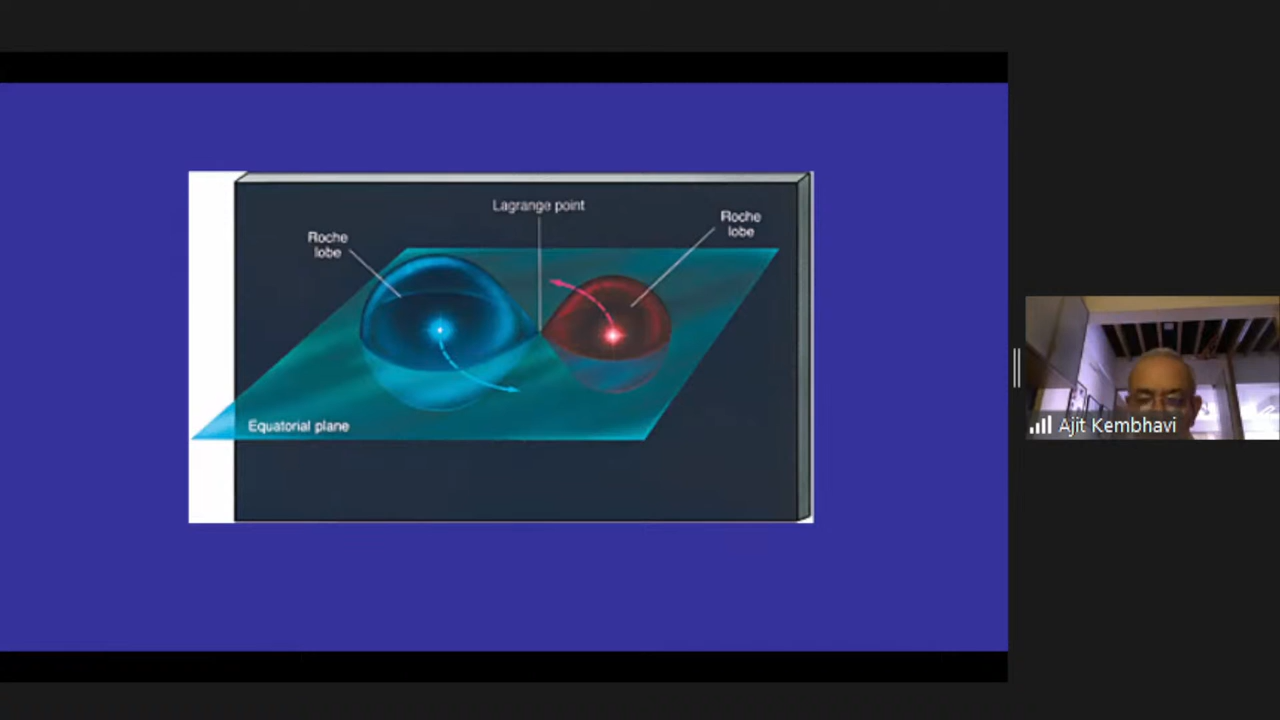 Lagrange point
Roche
lobe
Roche
lobe
Equatorial plane
Ajit Kembhavi